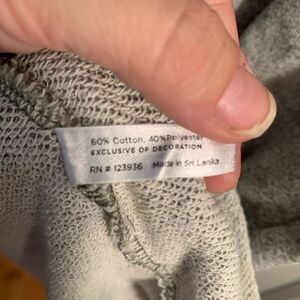 60% Cotton, 40%Polyester
EXCLUSIVE OF DECORATION
RN # 123936 Made in Sri Lanka